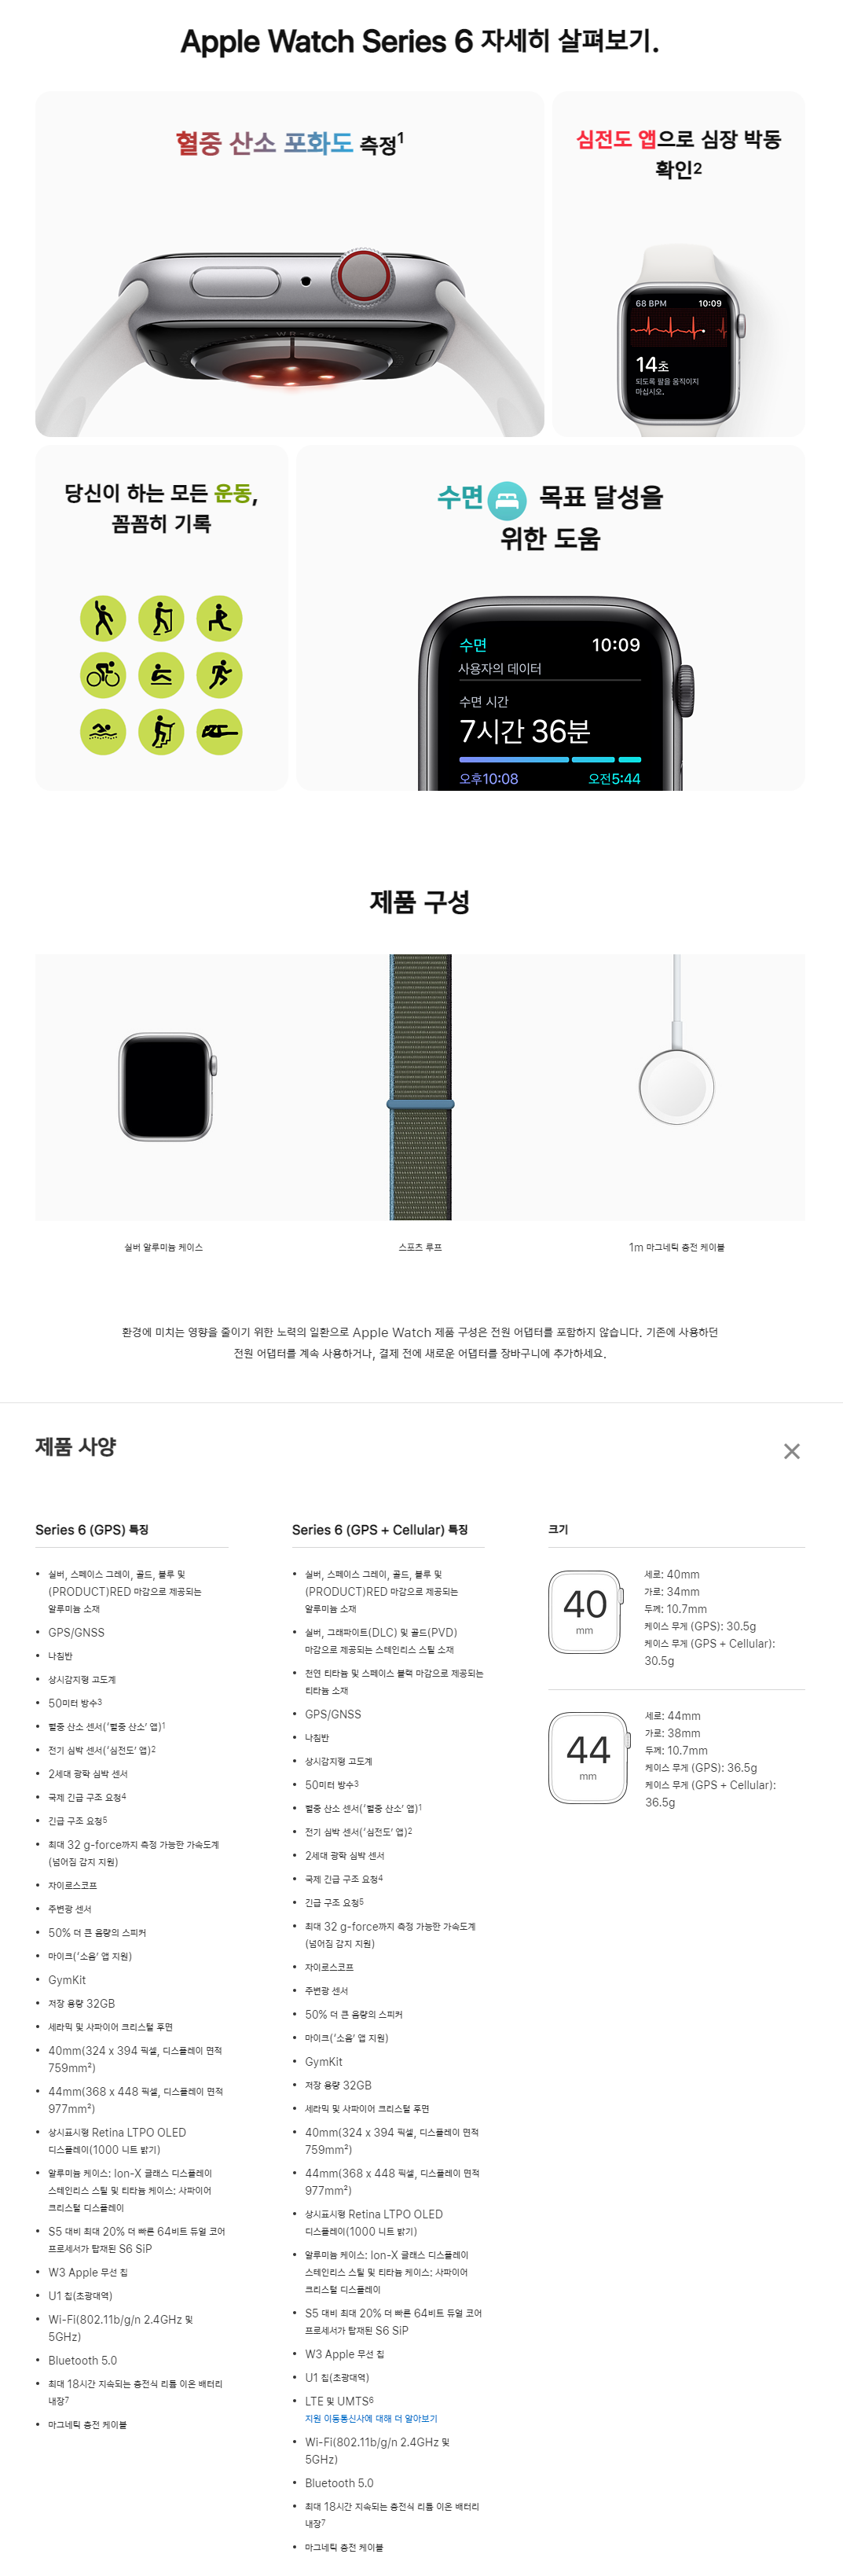 Apple Watch Series 6 자세히 살펴보기.
혈중 산소 포화도 측정1
심전도 앱으로 심장 박동
확인2
68 BPM 10:09
14초
되도록 팔을 움직이지
마십시오.
당신이 하는 모든 운동,
꼼꼼히 기록
수면 목표 달성을
위한 도움
수면 10:09
사용자의 데이터
수면 시간
7시간 36분
오후10:08 오전5:44
제품 구성
실버 알루미늄 케이스
스포츠 루프
1m 마그네틱 충전 케이블
환경에 미치는 영향을 줄이기 위한 노력의 일환으로 Apple Watch 제품 구성은 전원 어댑터를 포함하지 않습니다. 기존에 사용하던
전원 어댑터를 계속 사용하거나, 결제 전에 새로운 어댑터를 장바구니에 추가하세요.
제품 사양
Series 6 (GPS) 특징
• 실버, 스페이스 그레이, 골드, 블루 및
(PRODUCT)RED 마감으로 제공되는
알루미늄 소재
• GPS/GNSS
• 나침반
• 상시감지형 고도계
• 50미터 방수3
• 혈중 산소 센서(‘혈중 산소’ 앱)1
• 전기 심박 센서(‘심전도’ 앱)2
• 2세대 광학 심박 센서
• 국제 긴급 구조 요청4
• 긴급 구조 요청5
• 최대 32 g-force까지 측정 가능한 가속도계
(넘어짐 감지 지원)
• 자이로스코프
• 주변광 센서
• 50% 더 큰 음량의 스피커
• 마이크(‘소음’ 앱 지원)
• GymKit
• 저장 용량 32GB
• 세라믹 및 사파이어 크리스털 후면
• 40mm(324 x 394 픽셀, 디스플레이 면적
759mm²)
• 44mm(368 x 448 픽셀, 디스플레이 면적
977mm²)
• 상시표시형 Retina LTPO OLED
디스플레이(1000 니트 밝기)
• 알루미늄 케이스: Ion-X 글래스 디스플레이
스테인리스 스틸 및 티타늄 케이스: 사파이어
크리스털 디스플레이
• S5 대비 최대 20% 더 빠른 64비트 듀얼 코어
프로세서가 탑재된 S6 SiP
• W3 Apple 무선 칩
• U1 칩(초광대역)
• Wi-Fi(802.11b/g/n 2.4GHz 및
5GHz)
• Bluetooth 5.0
• 최대 18시간 지속되는 충전식 리튬 이온 배터리
내장7
• 마그네틱 충전 케이블
Series 6 (GPS + Cellular) 특징
• 실버, 스페이스 그레이, 골드, 블루 및
(PRODUCT)RED 마감으로 제공되는
알루미늄 소재
• 실버, 그래파이트(DLC) 및 골드(PVD)
마감으로 제공되는 스테인리스 스틸 소재
• 천연 티타늄 및 스페이스 블랙 마감으로 제공되는
티타늄 소재
• GPS/GNSS
• 나침반
• 상시감지형 고도계
• 50미터 방수3
• 혈중 산소 센서(‘혈중 산소’ 앱)1
• 전기 심박 센서(‘심전도’ 앱)2
• 2세대 광학 심박 센서
• 국제 긴급 구조 요청4
• 긴급 구조 요청5
• 최대 32 g-force까지 측정 가능한 가속도계
(넘어짐 감지 지원)
• 자이로스코프
• 주변광 센서
• 50% 더 큰 음량의 스피커
• 마이크(‘소음’ 앱 지원)
• GymKit
• 저장 용량 32GB
• 세라믹 및 사파이어 크리스털 후면
• 40mm(324 x 394 픽셀, 디스플레이 면적
759mm²)
• 44mm(368 x 448 픽셀, 디스플레이 면적
977mm²)
• 상시표시형 Retina LTPO OLED
디스플레이(1000 니트 밝기)
• 알루미늄 케이스: Ion-X 글래스 디스플레이
스테인리스 스틸 및 티타늄 케이스: 사파이어
크리스털 디스플레이
• S5 대비 최대 20% 더 빠른 64비트 듀얼 코어
프로세서가 탑재된 S6 SiP
• W3 Apple 무선 칩
• U1 칩(초광대역)
• LTE 및 UMTS6
지원 이동통신사에 대해 더 알아보기
• Wi-Fi(802.11b/g/n 2.4GHz 및
5GHz)
• Bluetooth 5.0
• 최대 18시간 지속되는 충전식 리튬 이온 배터리
내장7
• 마그네틱 충전 케이블
크기
40
mm
세로: 40mm
가로: 34mm
두께: 10.7mm
케이스 무게 (GPS): 30.5g
케이스 무게 (GPS + Cellular):
30.5g
44
mm
세로: 44mm
가로: 38mm
두께: 10.7mm
케이스 무게 (GPS): 36.5g
케이스 무게 (GPS + Cellular):
36.5g